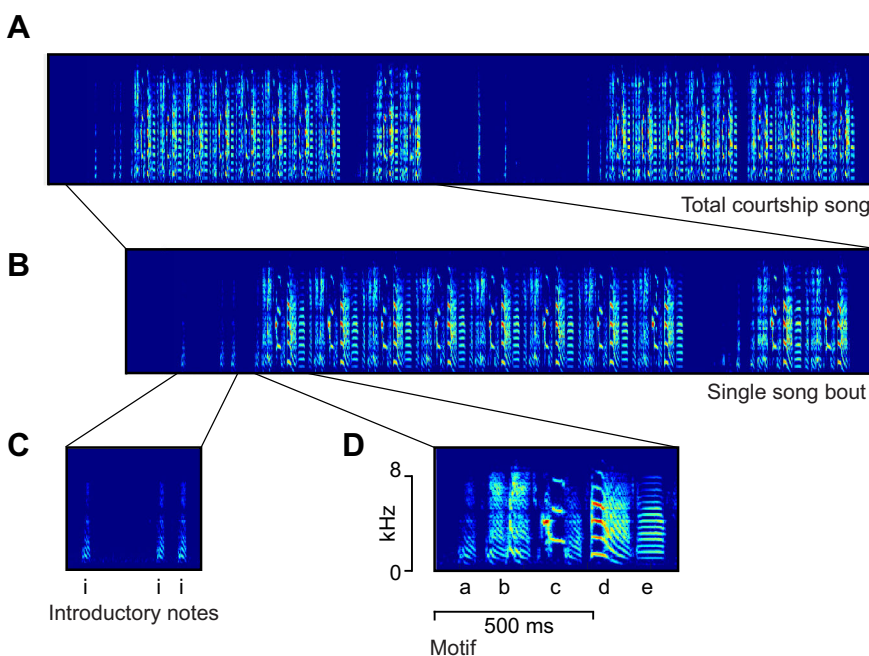 A
Total courtship song
B
Single song bout
C
i i i
Introductory notes
D
8
kHz
0
a b c d e
500 ms
Motif